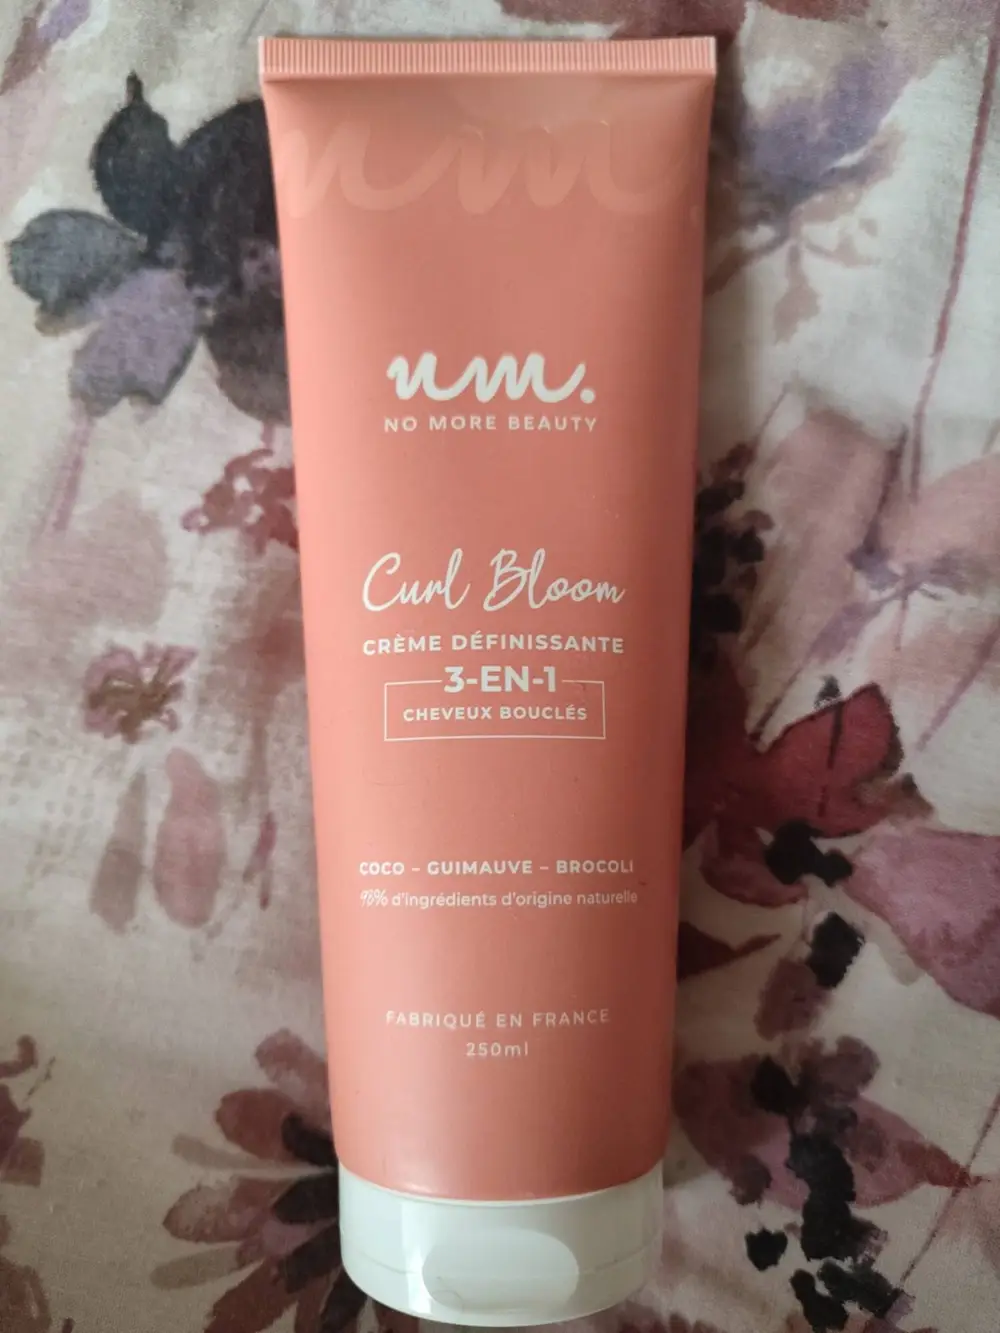 nm.
nm.
NO MORE BEAUTY
Curl Bloom
CRÈME DÉFINISSANTE
3-EN-1
CHEVEUX BOUCLÉS
COCO – GUIMAUVE – BROCOLI
98% d'ingrédients d'origine naturelle
FABRIQUÉ EN FRANCE
250ml